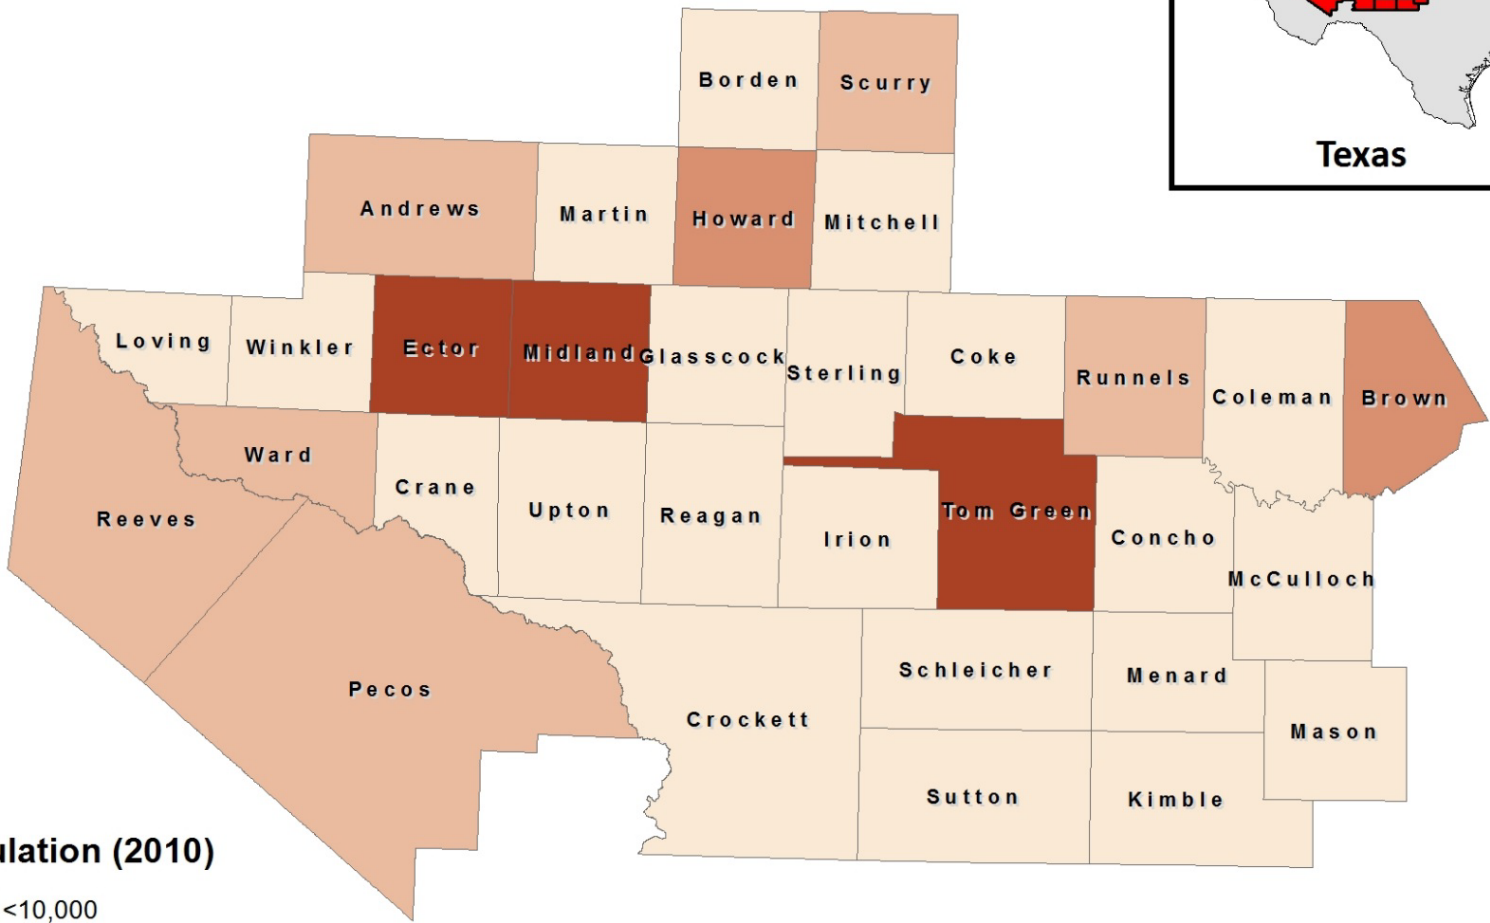 Borden
Scurry
Texas
Andrews
Martin
Howard
Mitchell
Loving
Winkler
Ector
Midland
Glasscock
Sterling
Coke
Runnels
Coleman
Brown
Ward
Crane
Upton
Reagan
Irion
Tom Green
Concho
McCulloch
Reeves
Pecos
Crockett
Schleicher
Menard
Mason
Sutton
Kimble
ulation (2010)
<10,000